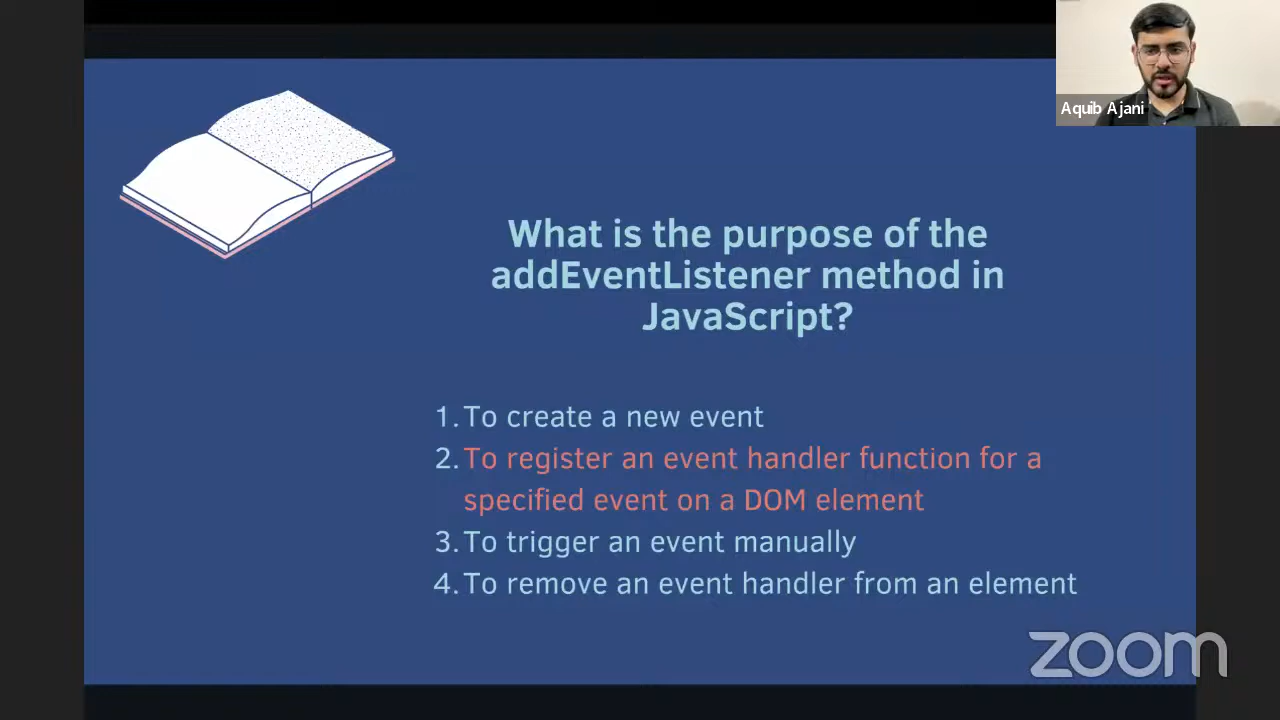 Aquib Ajani
What is the purpose of the
addEventListener method in
JavaScript?
1. To create a new event
2. To register an event handler function for a
specified event on a DOM element
3. To trigger an event manually
4. To remove an event handler from an element
zoom